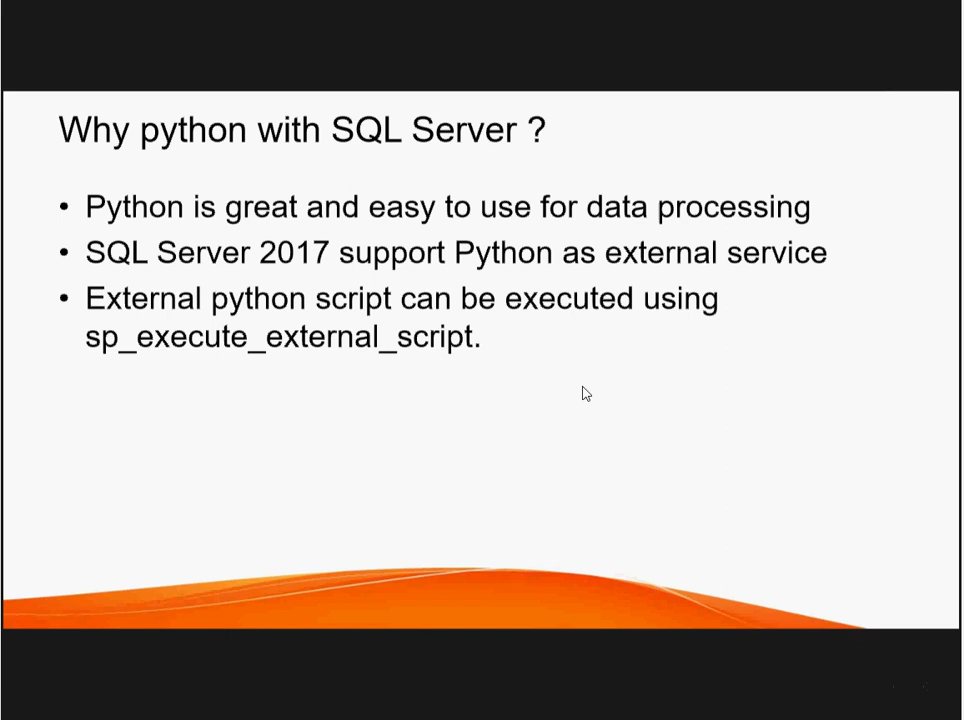 Why python with SQL Server ?
• Python is great and easy to use for data processing
• SQL Server 2017 support Python as external service
• External python script can be executed using
sp_execute_external_script.